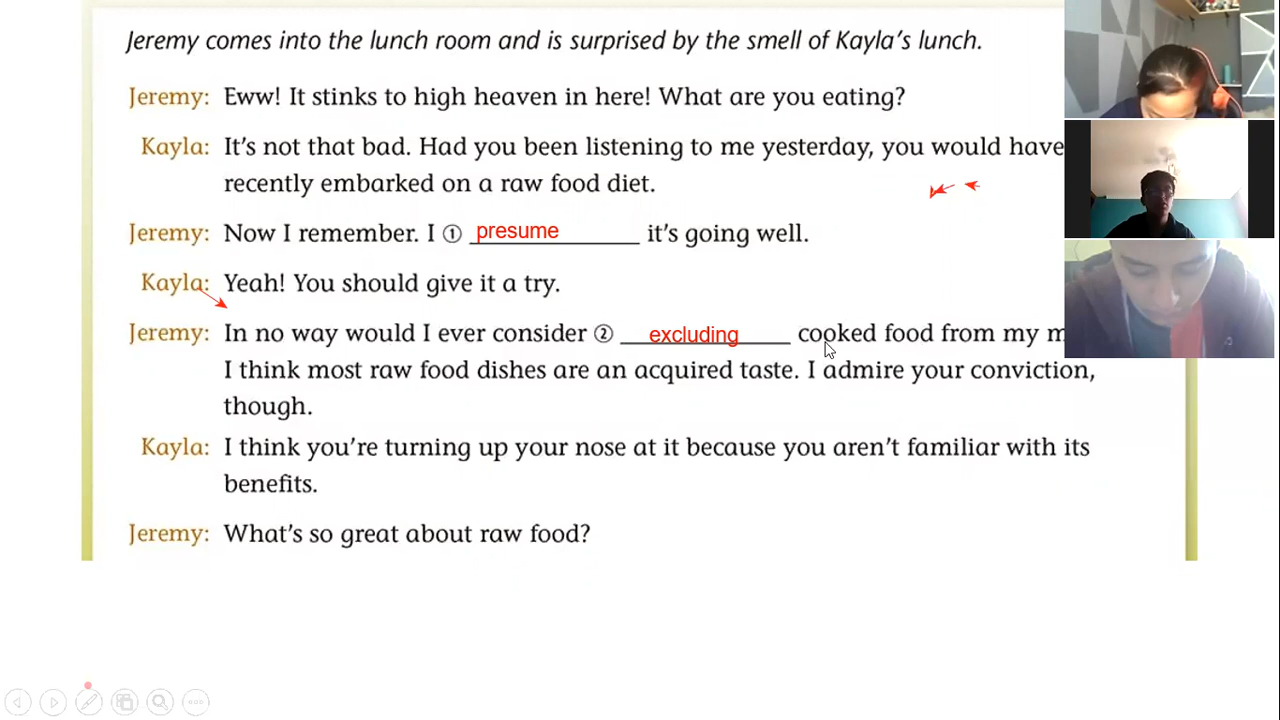 Jeremy comes into the lunch room and is surprised by the smell of Kayla's lunch.
Jeremy: Eww! It stinks to high heaven in here! What are you eating?
Kayla: It's not that bad. Had you been listening to me yesterday, you would have
recently embarked on a raw food diet.
Jeremy: Now I remember. I ① presume it's going well.
Kayla: Yeah! You should give it a try.
Jeremy: In no way would I ever consider ② excluding cooked food from my
I think most raw food dishes are an acquired taste. I admire your conviction,
though.
Kayla: I think you're turning up your nose at it because you aren't familiar with its
benefits.
Jeremy: What's so great about raw food?